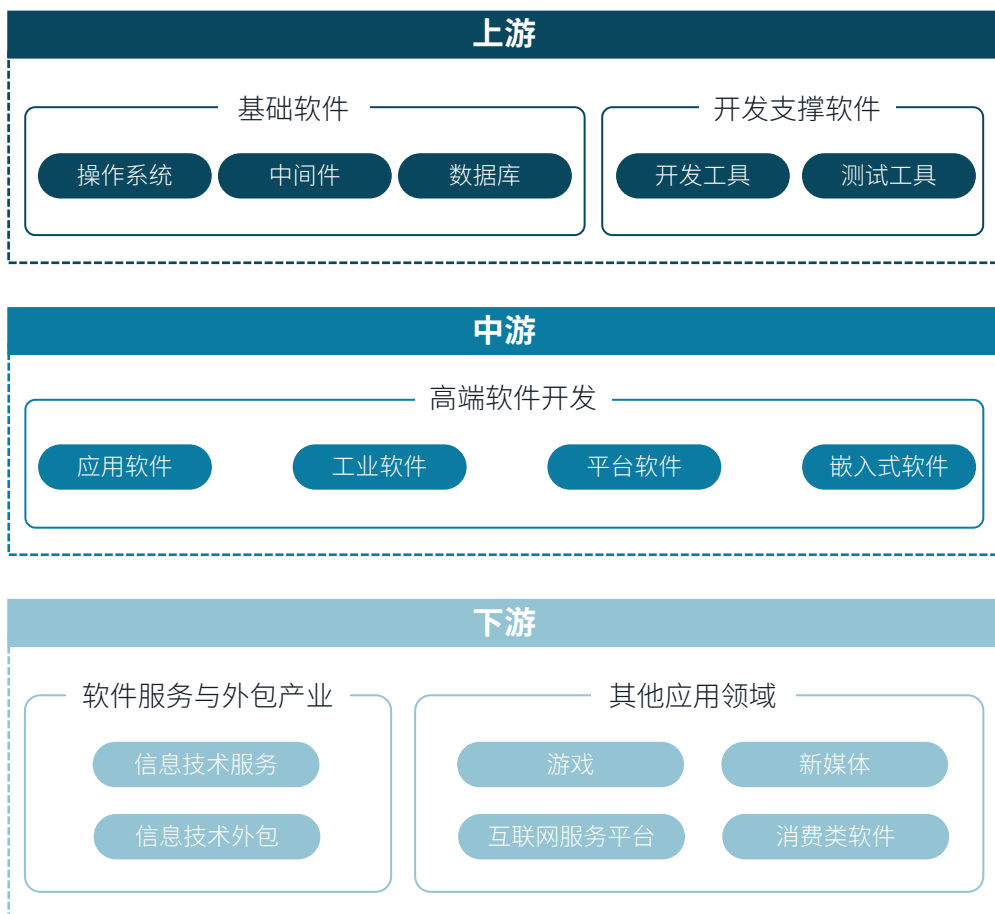 上游
基础软件
开发支撑软件
操作系统
中间件
数据库
开发工具
测试工具
中游
高端软件开发
应用软件
工业软件
平台软件
嵌入式软件
下游
软件服务与外包产业
其他应用领域
信息技术服务
游戏
新媒体
信息技术外包
互联网服务平台
消费类软件